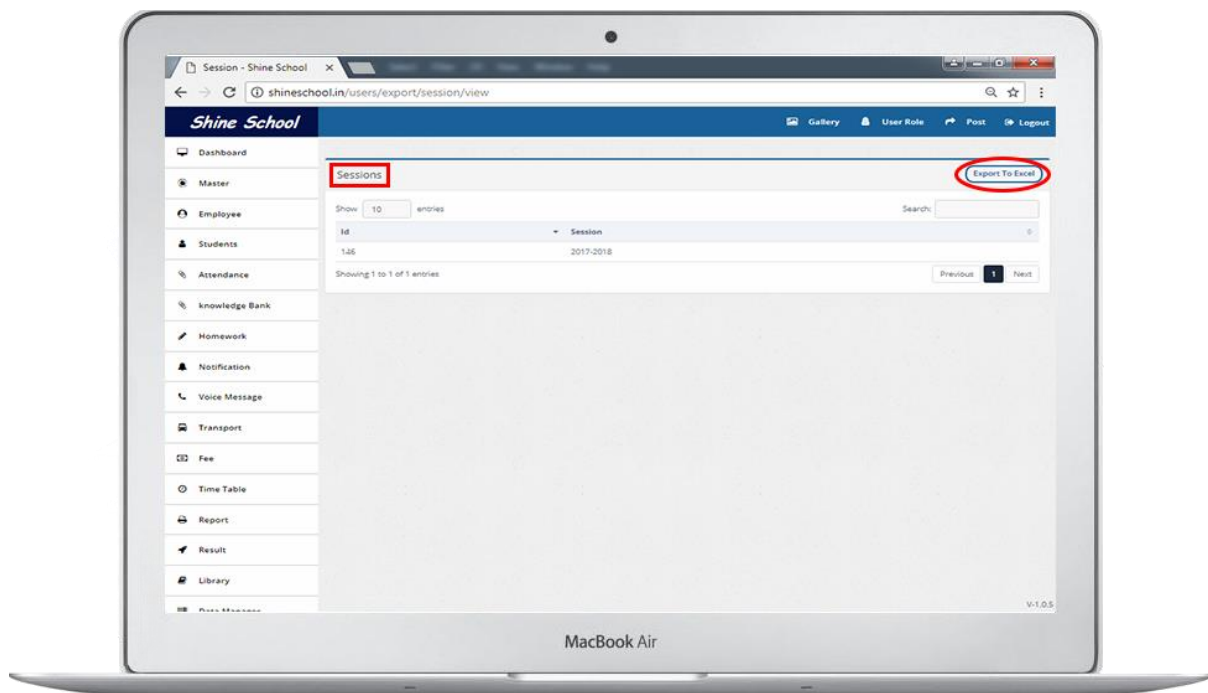 Session - Shine School
shineschool.in/users/export/session/view
Shine School
Gallery User Role Post Logout
Dashboard
Master
Employee
Students
Attendance
knowledge Bank
Homework
Notification
Voice Message
Transport
Fee
Time Table
Report
Result
Library
Data Manager
Sessions Export To Excel
Show 10 entries Search:
Id Session
146 2017-2018
Showing 1 to 1 of 1 entries Previous 1 Next
V-1.0.5
MacBook Air